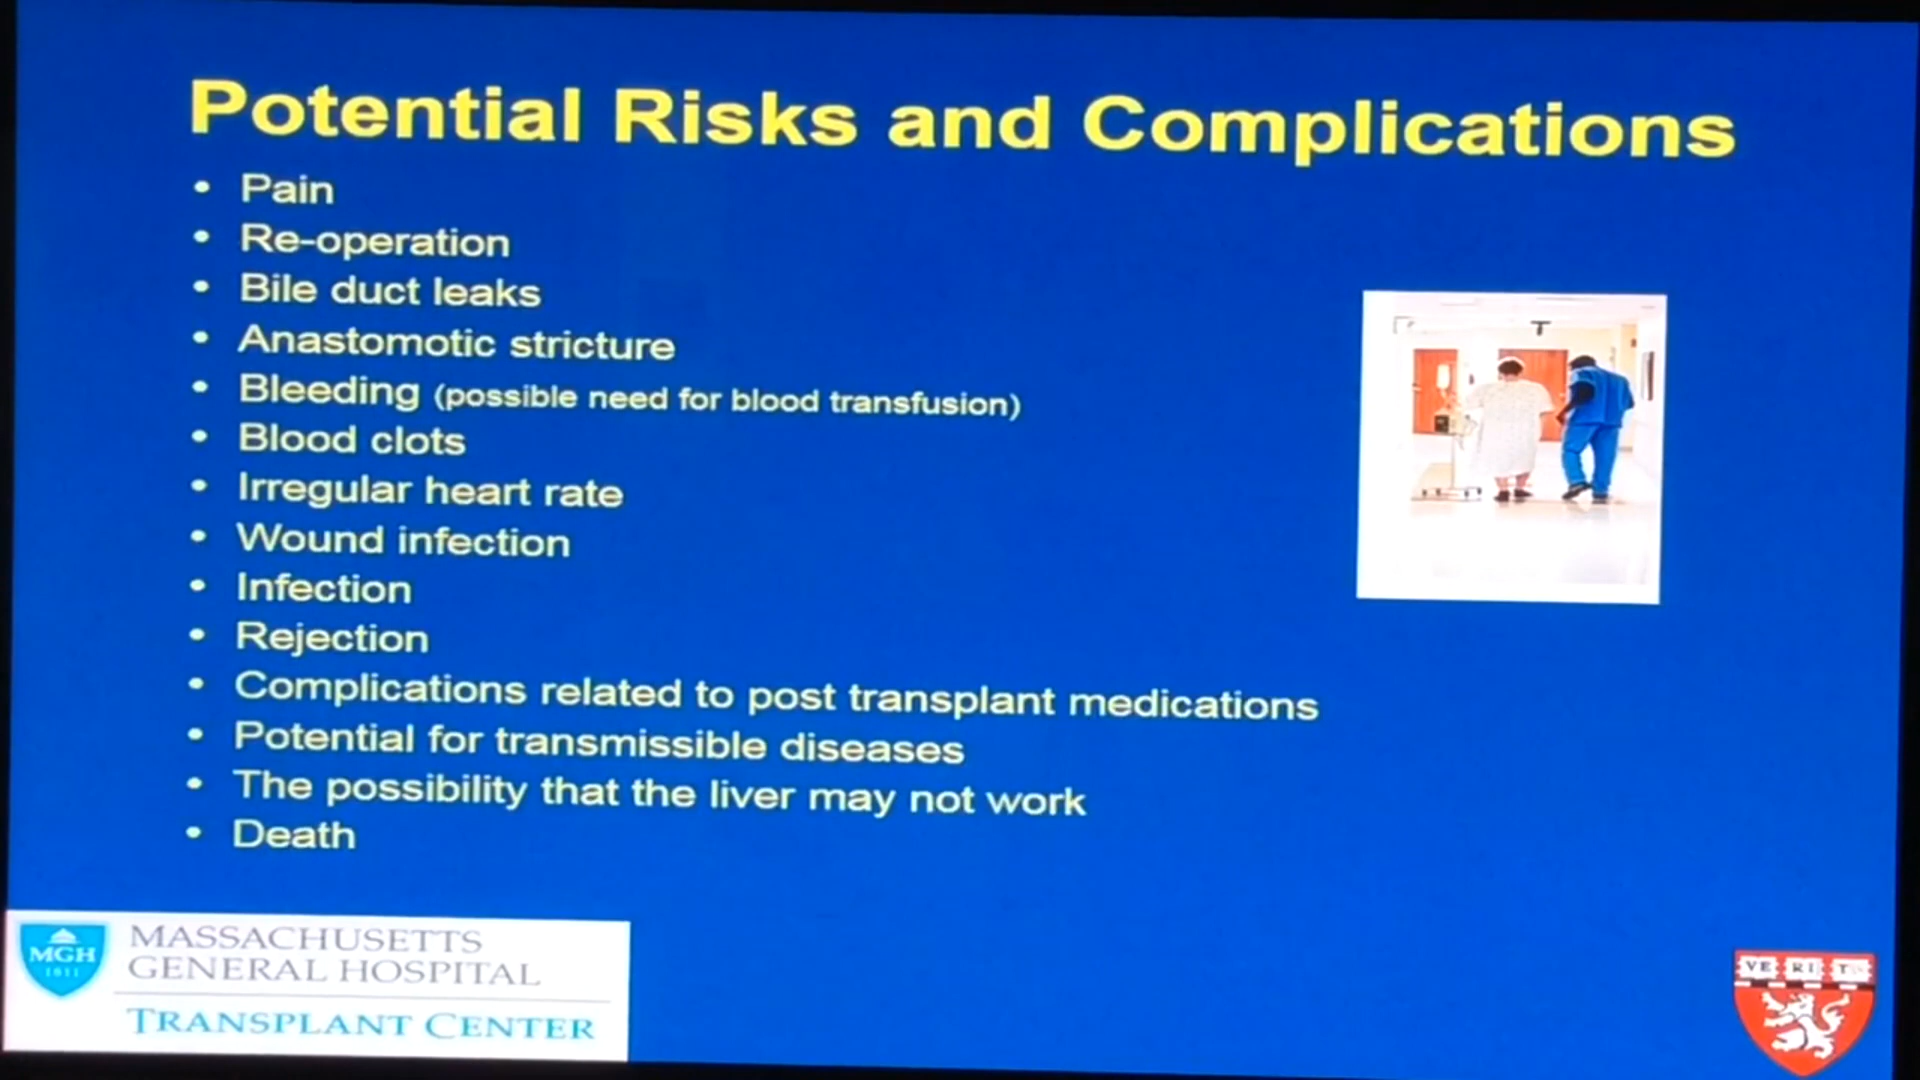 Potential Risks and Complications
• Pain
• Re-operation
• Bile duct leaks
• Anastomotic stricture
• Bleeding (possible need for blood transfusion)
• Blood clots
• Irregular heart rate
• Wound infection
• Infection
• Rejection
• Complications related to post transplant medications
• Potential for transmissible diseases
• The possibility that the liver may not work
• Death
MGH
1811
MASSACHUSETTS
GENERAL HOSPITAL
TRANSPLANT CENTER
VE RI